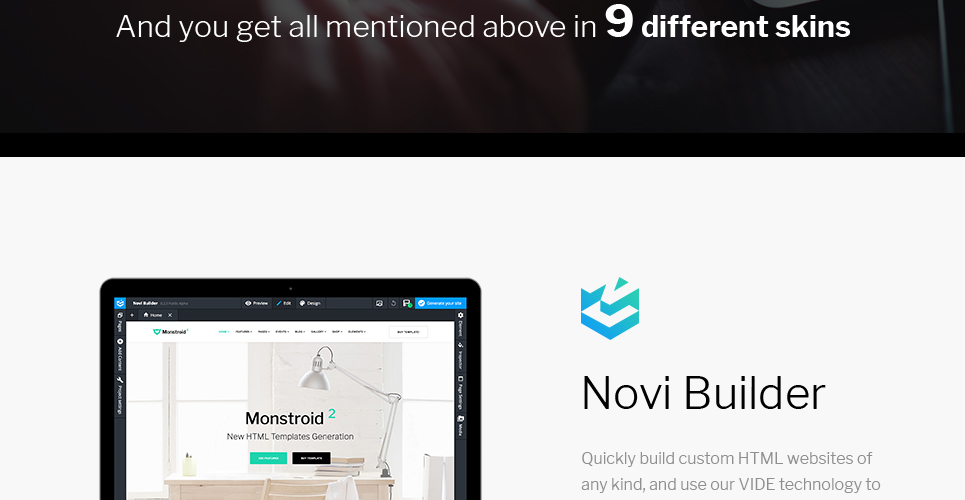 And you get all mentioned above in 9 different skins
Novi Builder
Preview
Edit
Design
Generate your site
Home
Pages
Add Content
Project settings
Element
Inspector
Page Settings
Media
Monstroid
HOME FEATURES PAGES EVENTS BLOG GALLERY SHOP ELEMENTS
BUY TEMPLATE
Monstroid 2
New HTML Templates Generation
BUY TEMPLATE
Novi Builder
Quickly build custom HTML websites of
any kind, and use our VIDE technology to